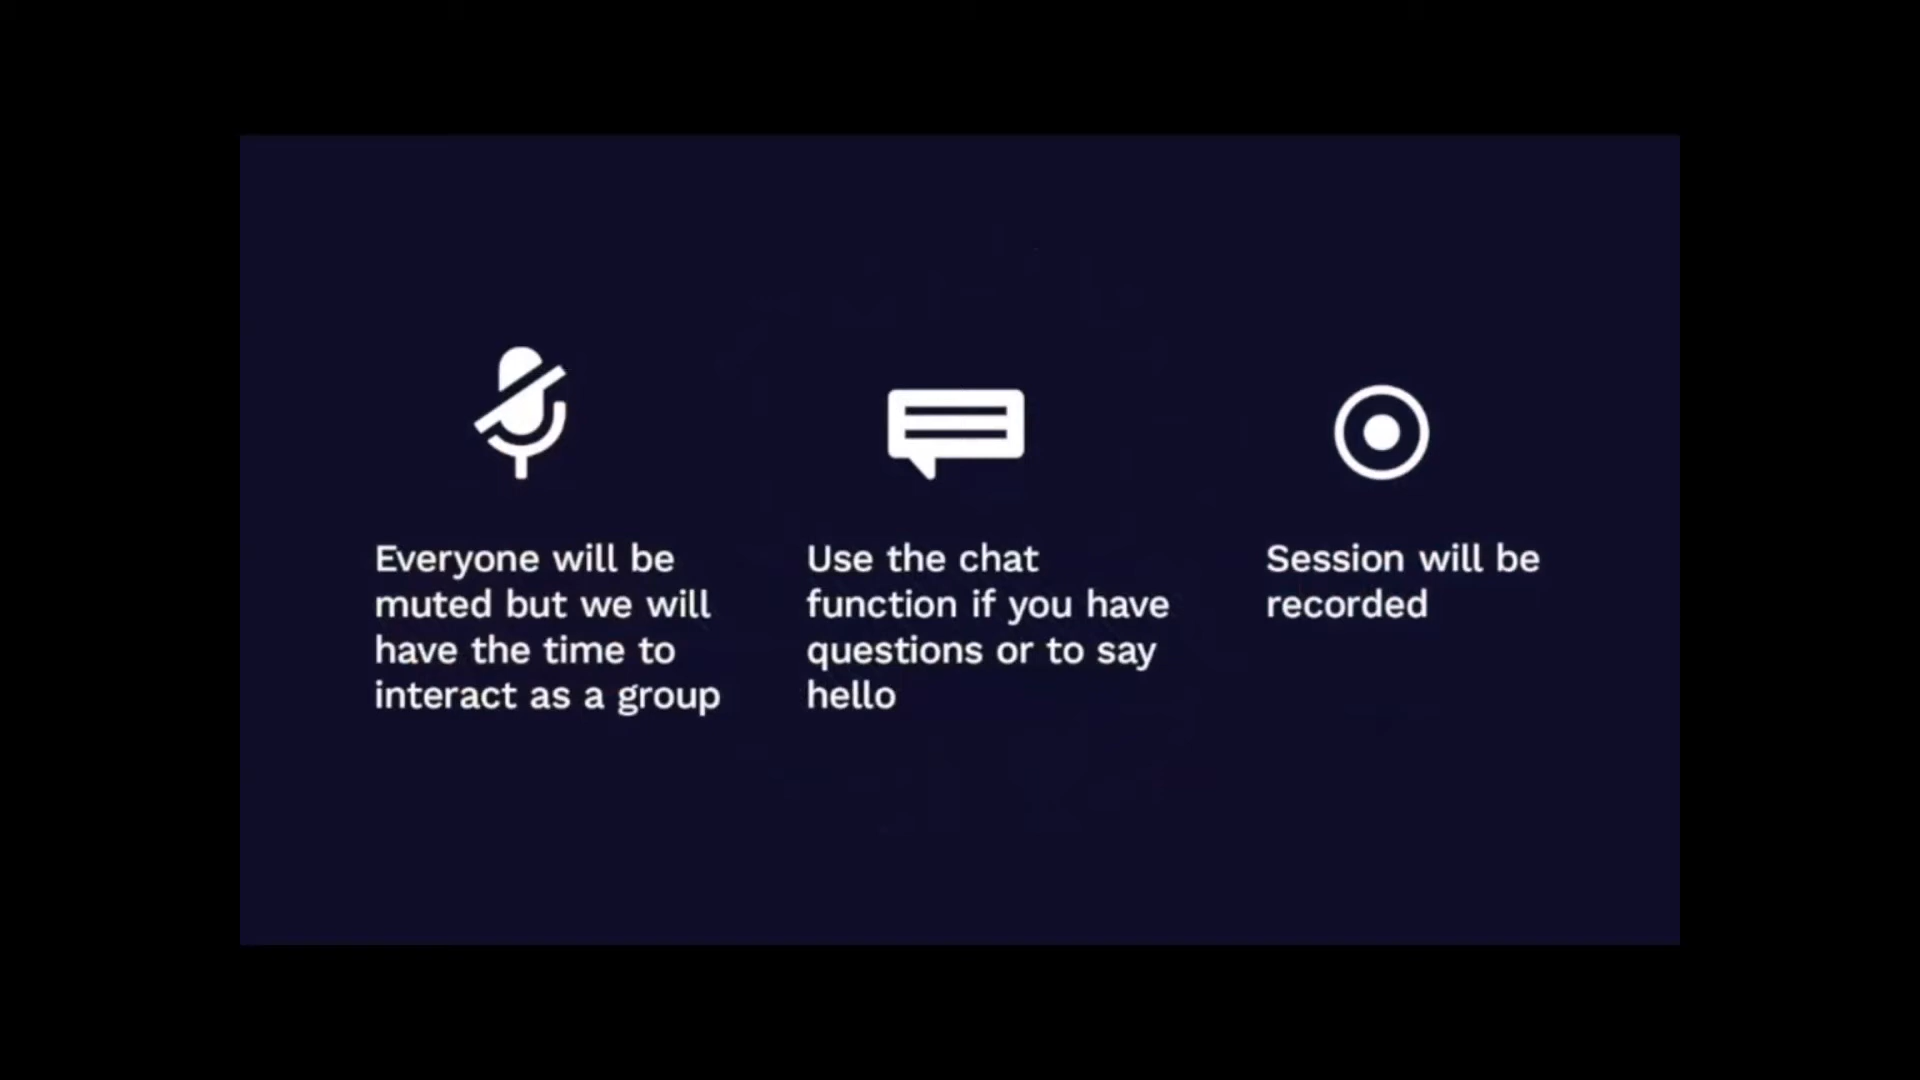 Everyone will be
muted but we will
have the time to
interact as a group
Use the chat
function if you have
questions or to say
hello
Session will be
recorded